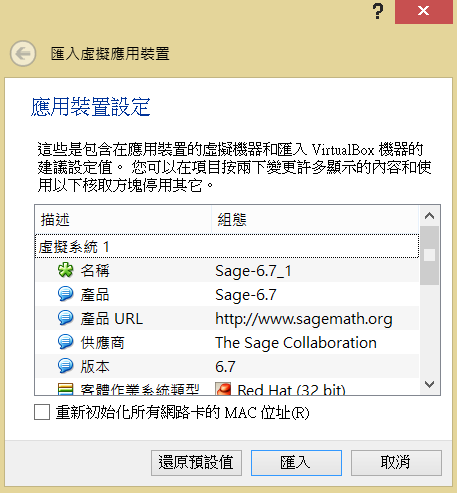 ?
匯入虛擬應用裝置
應用裝置設定
這些是包含在應用裝置的虛擬機器和匯入 VirtualBox 機器的
建議設定值。 您可以在項目按兩下變更許多顯示的內容和使
用以下核取方塊停用其它。
描述 組態
虛擬系統 1
名稱 Sage-6.7_1
產品 Sage-6.7
產品 URL http://www.sagemath.org
供應商 The Sage Collaboration
版本 6.7
客體作業系統類型 Red Hat (32 bit)
重新初始化所有網路卡的 MAC 位址(R)
還原預設值 匯入 取消